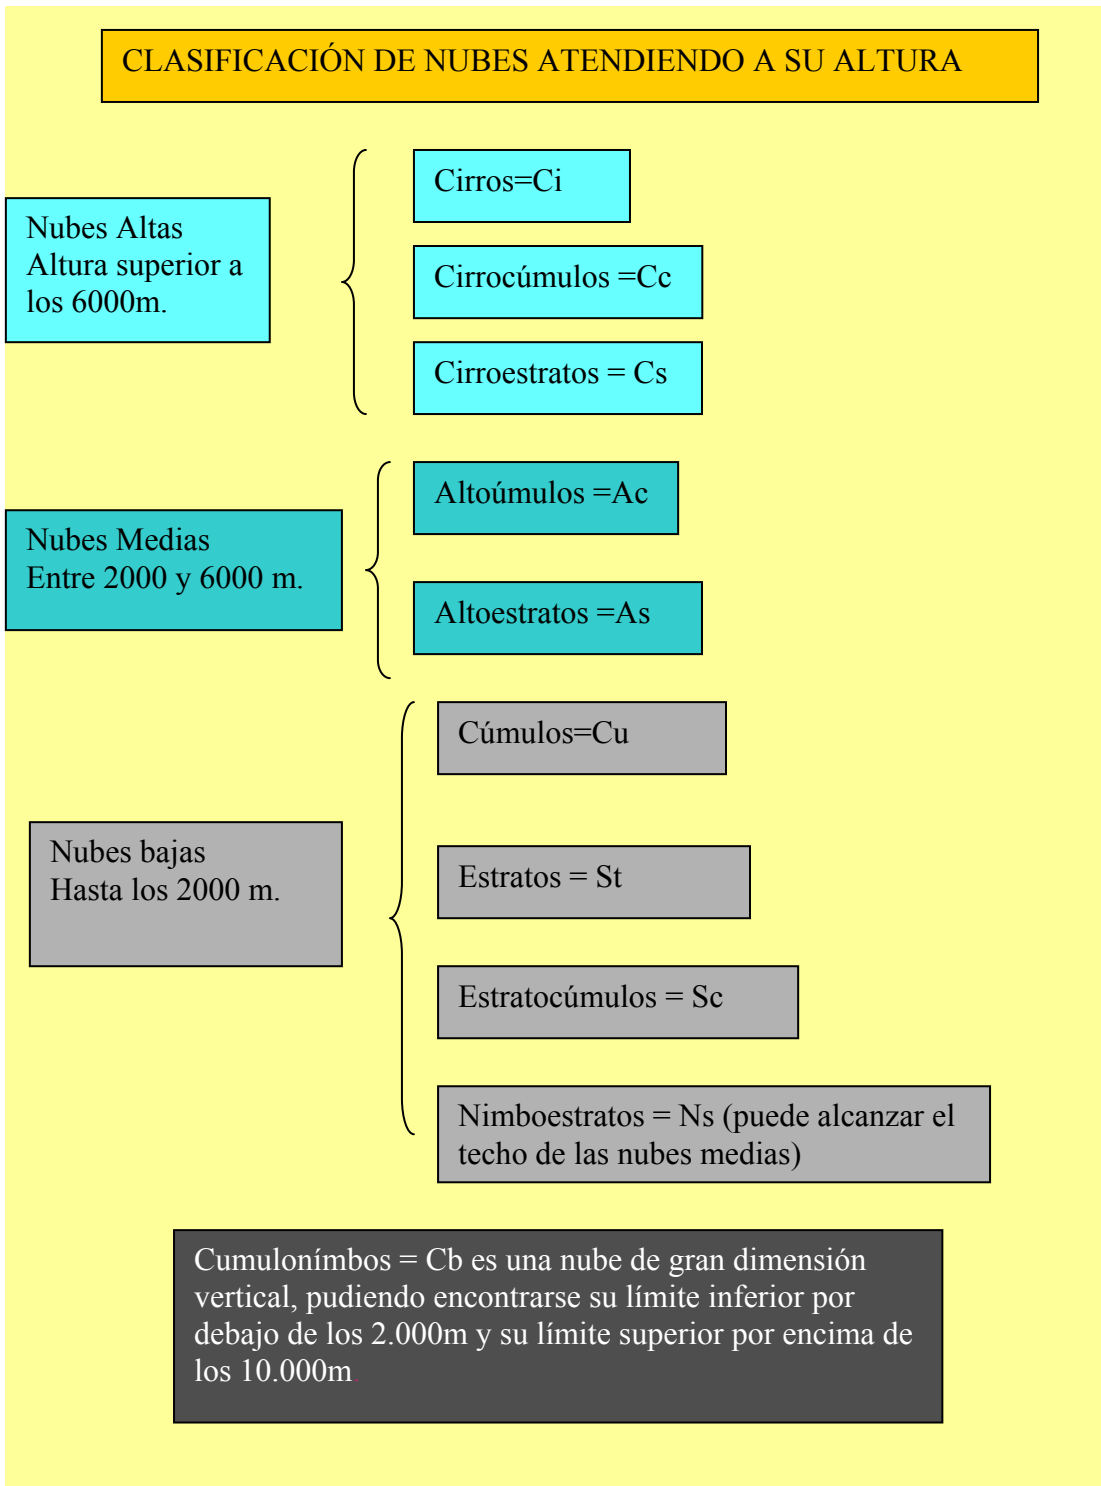 CLASIFICACIÓN DE NUBES ATENDIENDO A SU ALTURA
Nubes Altas
Altura superior a
los 6000m.
Cirros=Ci
Cirrocúmulos =Cc
Cirroestratos = Cs
Nubes Medias
Entre 2000 y 6000 m.
Altoúmulos =Ac
Altoestratos =As
Nubes bajas
Hasta los 2000 m.
Cúmulos=Cu
Estratos = St
Estratocúmulos = Sc
Nimboestratos = Ns (puede alcanzar el
techo de las nubes medias)
Cumulonímbos = Cb es una nube de gran dimensión
vertical, pudiendo encontrarse su límite inferior por
debajo de los 2.000m y su límite superior por encima de
los 10.000m.